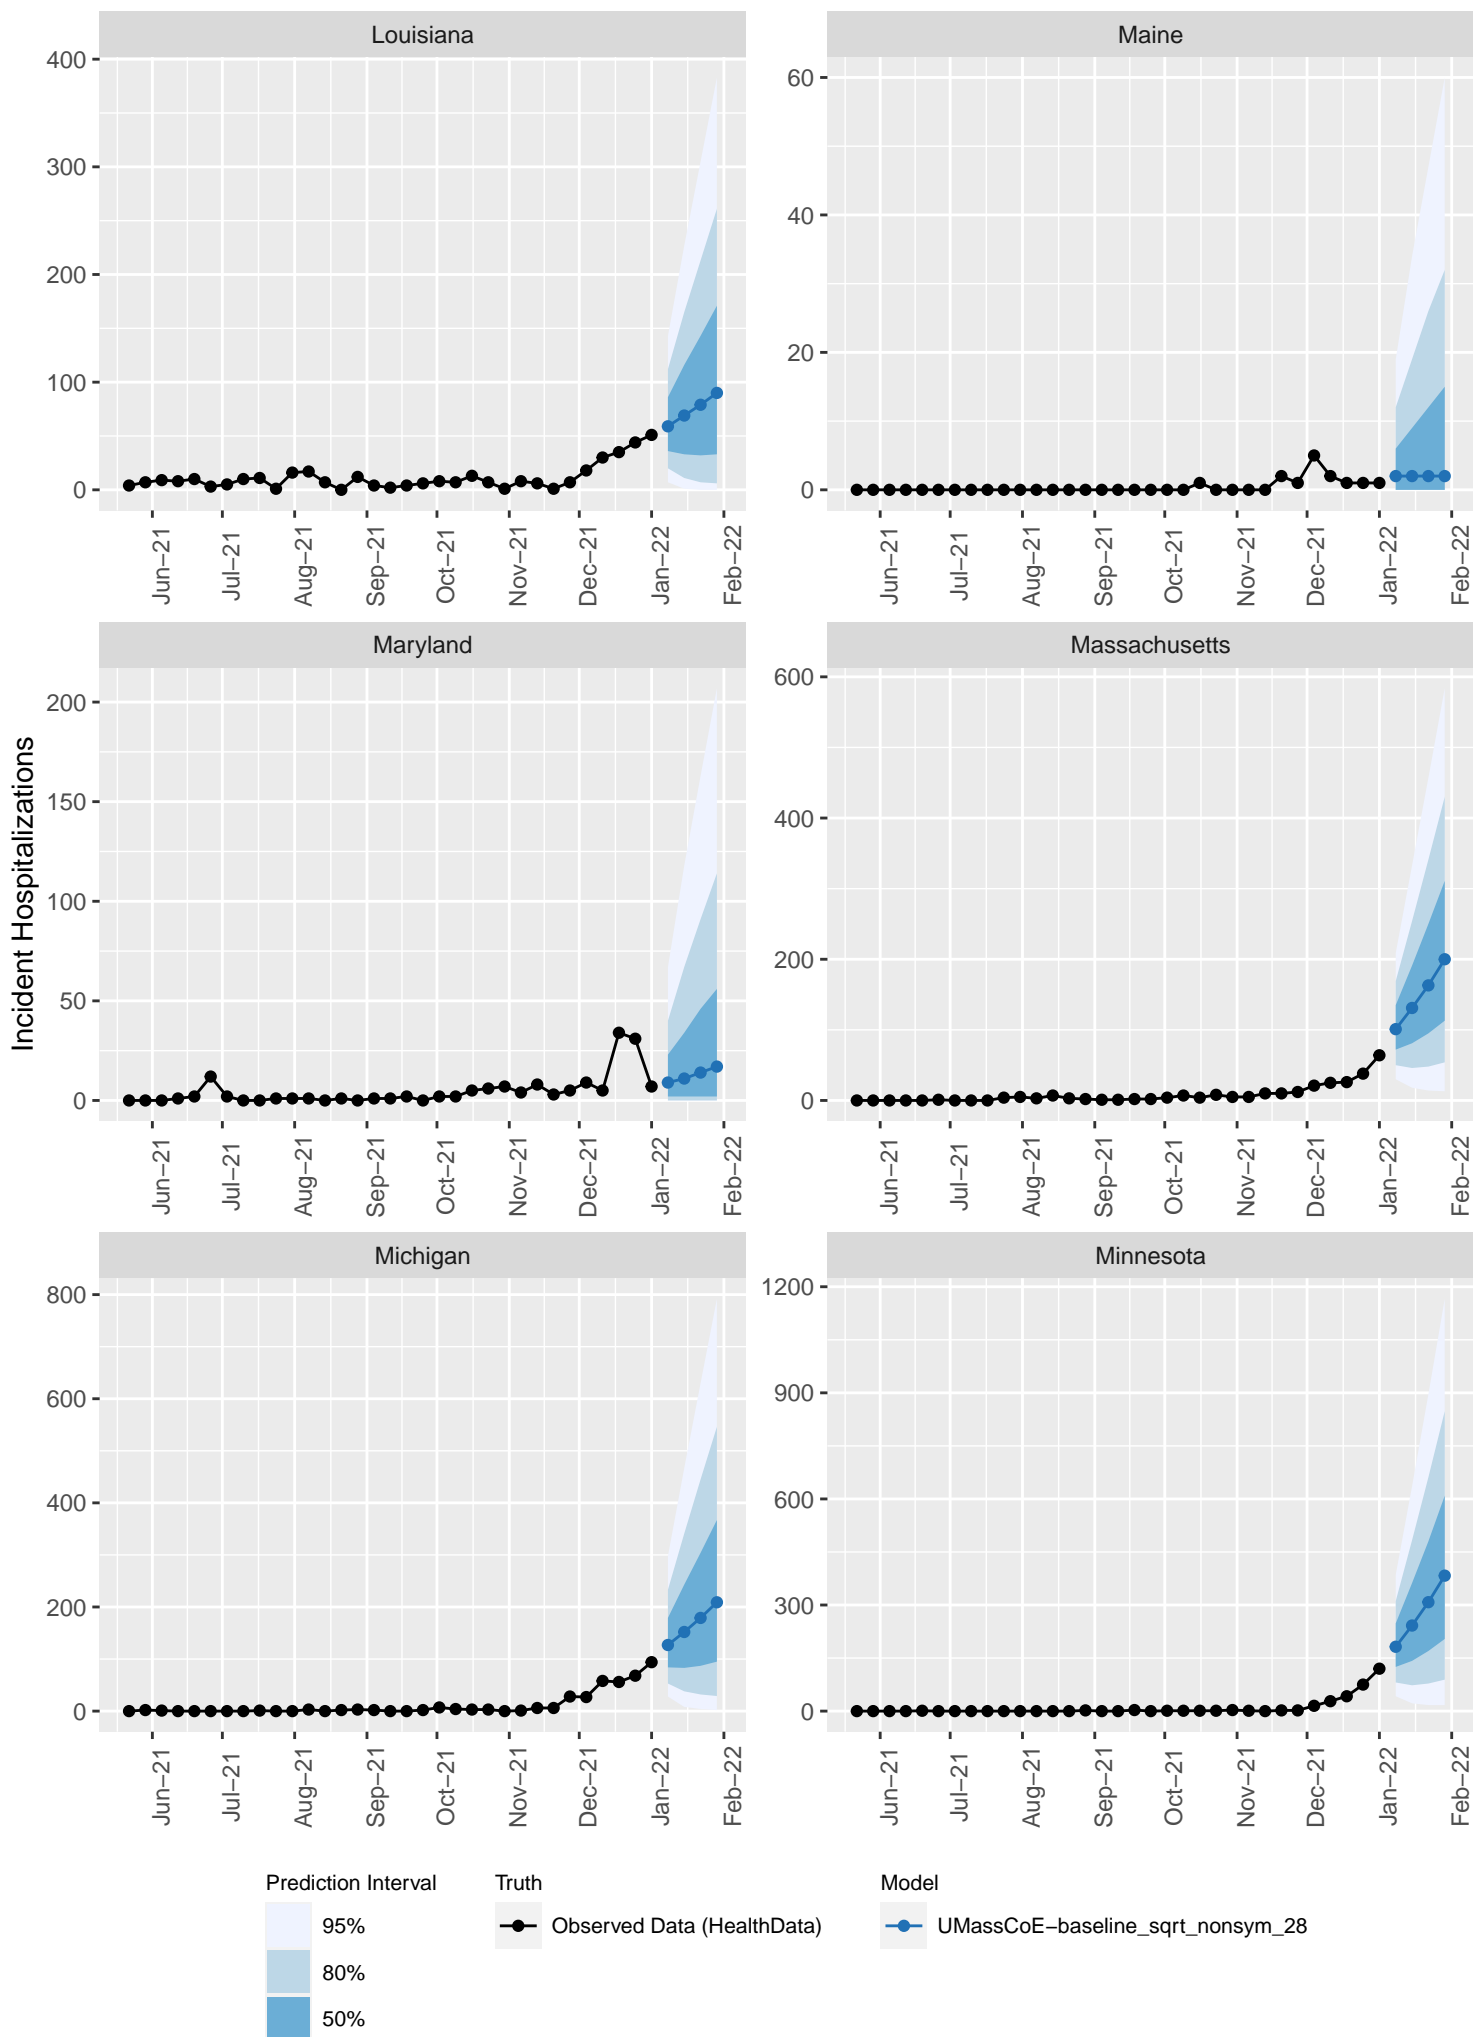 Louisiana
Maine
400
300
200
100
0
60
40
20
0
Jun−21
Jul−21
Aug−21
Sep−21
Oct−21
Nov−21
Dec−21
Jan−22
Feb−22
Jun−21
Jul−21
Aug−21
Sep−21
Oct−21
Nov−21
Dec−21
Jan−22
Feb−22
Incident Hospitalizations
Maryland
Massachusetts
200
150
100
50
0
600
400
200
0
Jun−21
Jul−21
Aug−21
Sep−21
Oct−21
Nov−21
Dec−21
Jan−22
Feb−22
Jun−21
Jul−21
Aug−21
Sep−21
Oct−21
Nov−21
Dec−21
Jan−22
Feb−22
Michigan
Minnesota
800
600
400
200
0
1200
900
600
300
0
Jun−21
Jul−21
Aug−21
Sep−21
Oct−21
Nov−21
Dec−21
Jan−22
Feb−22
Jun−21
Jul−21
Aug−21
Sep−21
Oct−21
Nov−21
Dec−21
Jan−22
Feb−22
Prediction Interval
95%
80%
50%
Truth
Observed Data (HealthData)
Model
UMassCoE−baseline_sqrt_nonsym_28